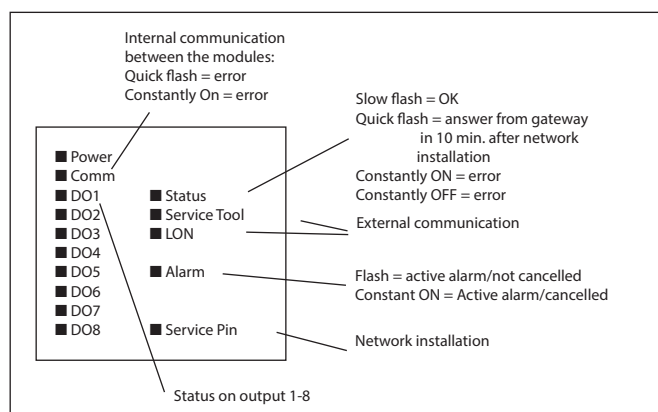 Internal communication
between the modules:
Quick flash = error
Constantly On = error
Slow flash = OK
Quick flash = answer from gateway
in 10 min. after network
installation
Constantly ON = error
Constantly OFF = error
External communication
Flash = active alarm/not cancelled
Constant ON = Active alarm/cancelled
Network installation
■ Power
■ Comm
■ DO1 ■ Status
■ DO2 ■ Service Tool
■ DO3 ■ LON
■ DO4
■ DO5 ■ Alarm
■ DO6
■ DO7
■ DO8 ■ Service Pin
Status on output 1-8